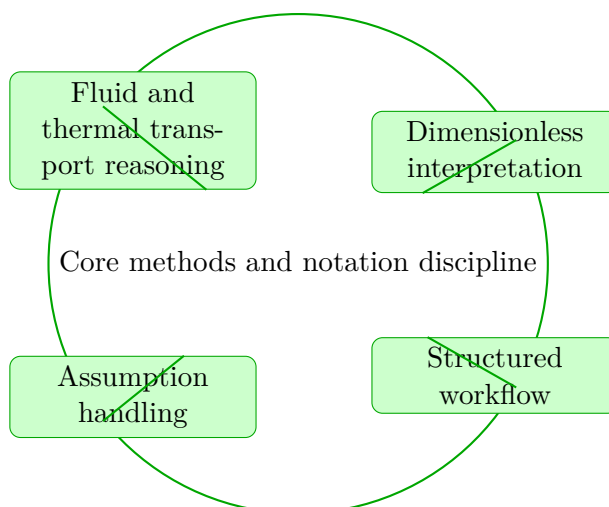 Fluid and
thermal trans-
port reasoning
Dimensionless
interpretation
Core methods and notation discipline
Assumption
handling
Structured
workflow